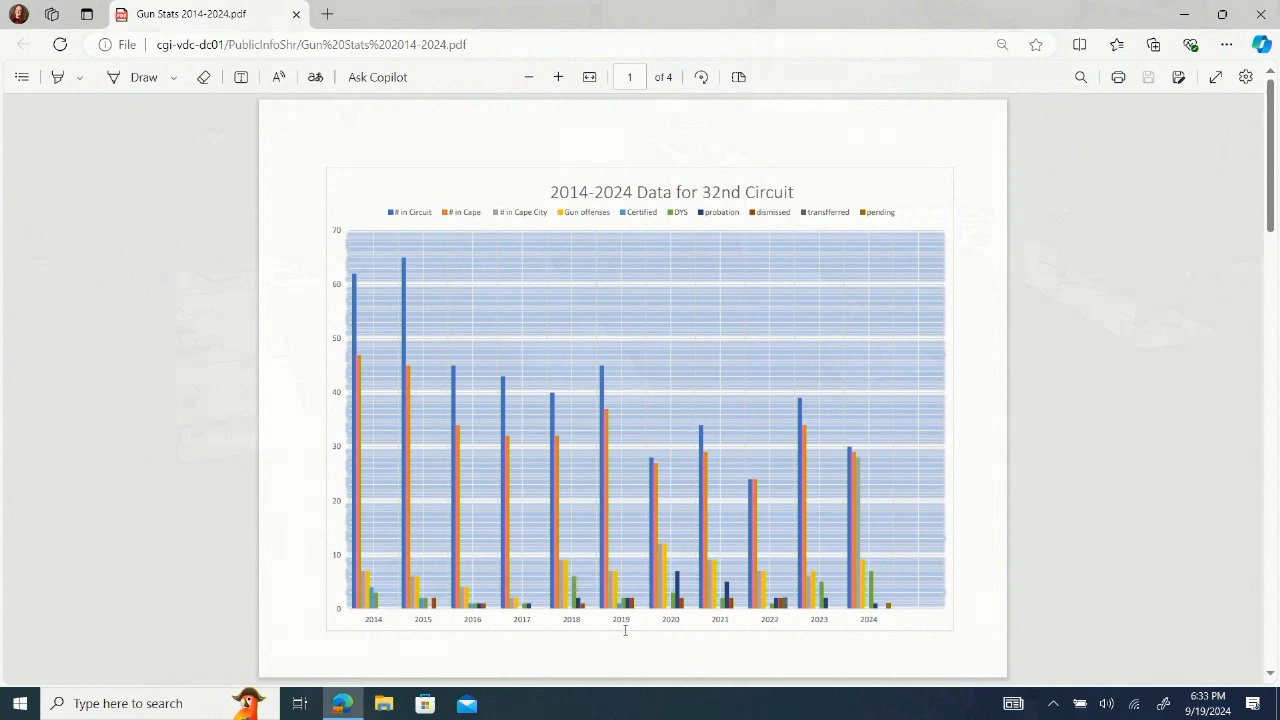 Gun Stats 2014-2024.pdf
File cgi-vdc-dc01/PublicInfoShr/Gun%20Stats%202014-2024.pdf
Draw Ask Copilot 1 of 4
2014-2024 Data for 32nd Circuit
# in Circuit # in Cape # in Cape City Gun offenses Certified DYS probation dismissed transfferred pending
70
60
50
40
30
20
10
0
2014 2015 2016 2017 2018 2019 2020 2021 2022 2023 2024
Type here to search
6:33 PM
9/19/2024